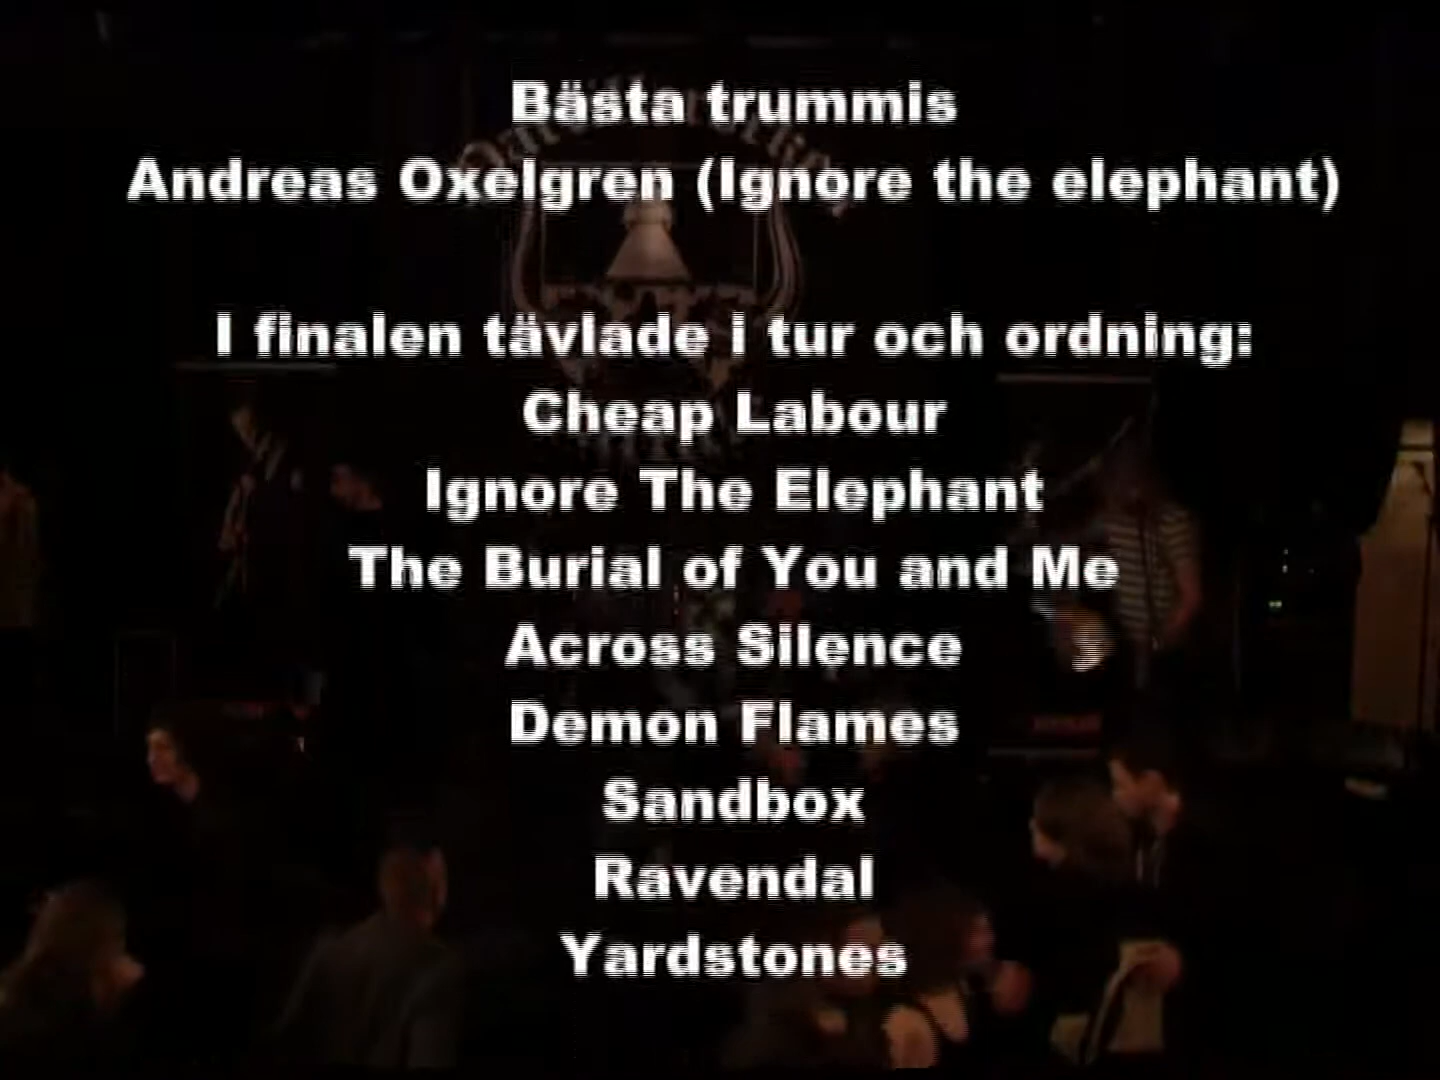 Bästa trummis
Andreas Oxelgren (Ignore the elephant)
I finalen tävlade i tur och ordning:
Cheap Labour
Ignore The Elephant
The Burial of You and Me
Across Silence
Demon Flames
Sandbox
Ravendal
Yardstones